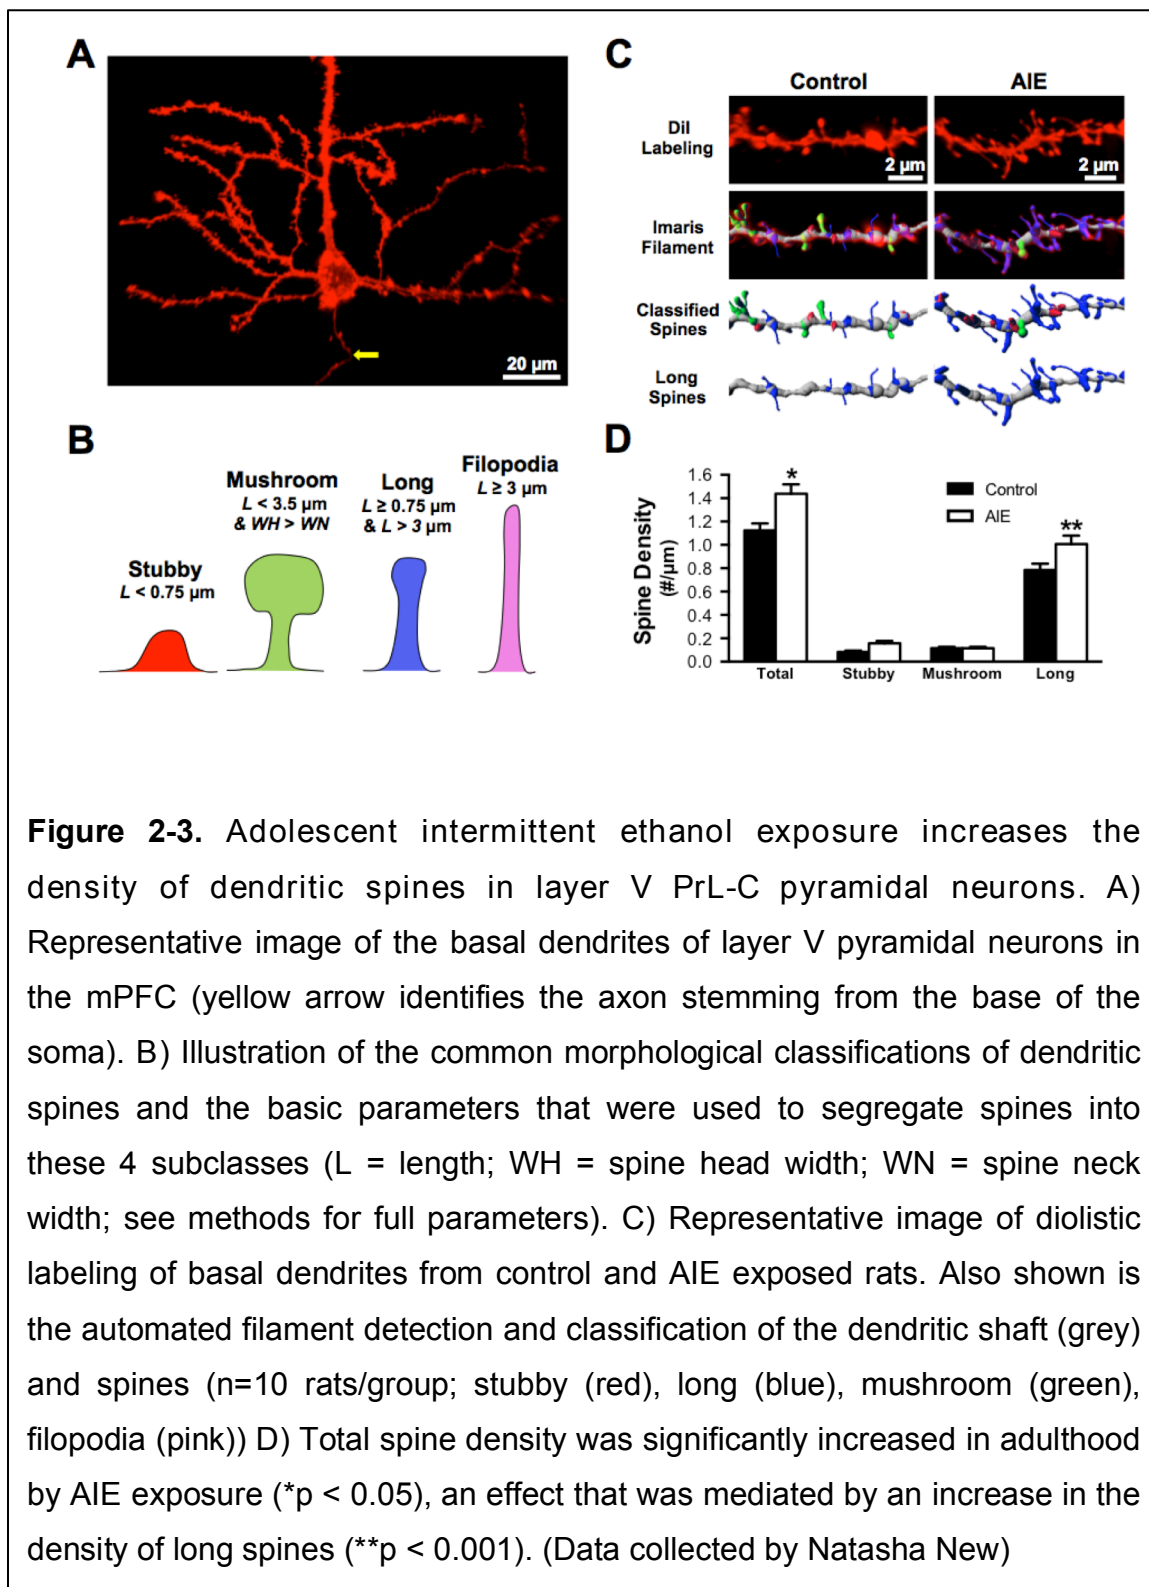 A
20 µm
B
Stubby
L < 0.75 µm
Mushroom
L < 3.5 µm
& WH > WN
Long
L ≥ 0.75 µm
& L > 3 µm
Filopodia
L ≥ 3 µm
C
Control
AIE
DiI
Labeling
2 µm
2 µm
Imaris
Filament
Classified
Spines
Long
Spines
D
Spine Density
(#/µm)
1.6
1.4
1.2
1.0
0.8
0.6
0.4
0.2
0.0
*
**
Control
AIE
Total
Stubby
Mushroom
Long
Figure 2-3. Adolescent intermittent ethanol exposure increases the
density of dendritic spines in layer V PrL-C pyramidal neurons. A)
Representative image of the basal dendrites of layer V pyramidal neurons in
the mPFC (yellow arrow identifies the axon stemming from the base of the
soma). B) Illustration of the common morphological classifications of dendritic
spines and the basic parameters that were used to segregate spines into
these 4 subclasses (L = length; WH = spine head width; WN = spine neck
width; see methods for full parameters). C) Representative image of diolistic
labeling of basal dendrites from control and AIE exposed rats. Also shown is
the automated filament detection and classification of the dendritic shaft (grey)
and spines (n=10 rats/group; stubby (red), long (blue), mushroom (green),
filopodia (pink)) D) Total spine density was significantly increased in adulthood
by AIE exposure (*p < 0.05), an effect that was mediated by an increase in the
density of long spines (**p < 0.001). (Data collected by Natasha New)